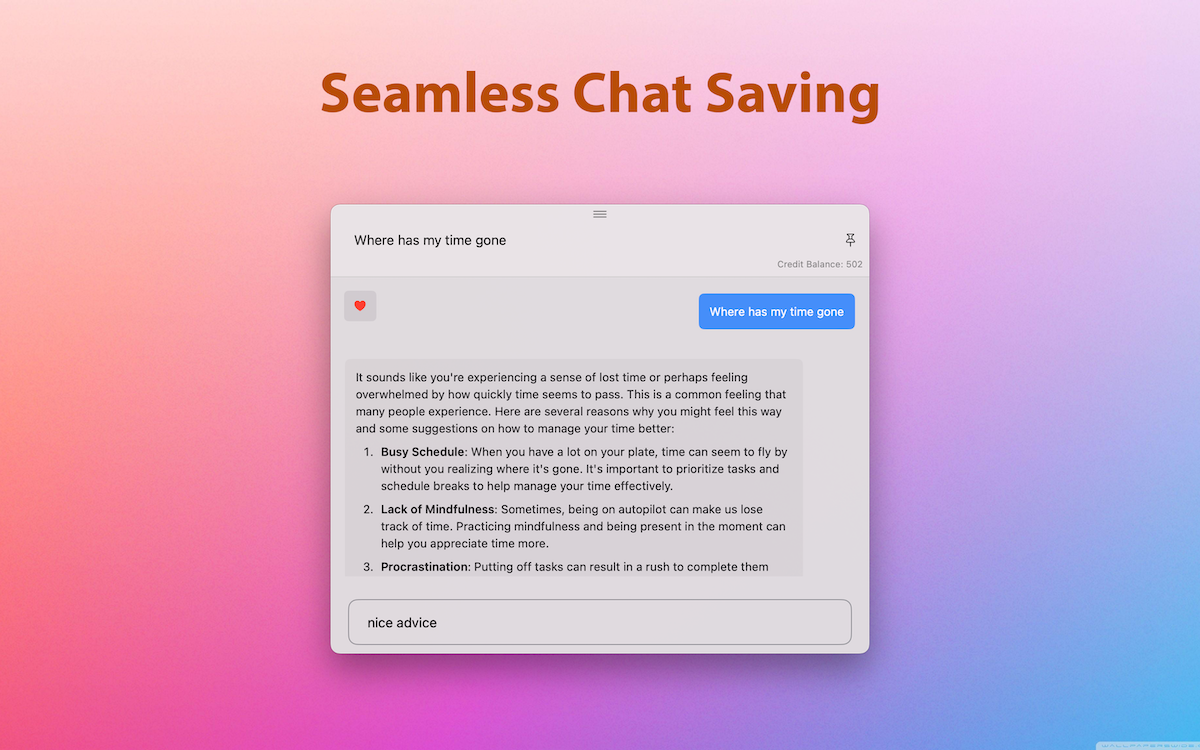 Seamless Chat Saving
Where has my time gone
Credit Balance: 502
Where has my time gone
It sounds like you're experiencing a sense of lost time or perhaps feeling
overwhelmed by how quickly time seems to pass. This is a common feeling that
many people experience. Here are several reasons why you might feel this way
and some suggestions on how to manage your time better:
1. Busy Schedule: When you have a lot on your plate, time can seem to fly by
without you realizing where it's gone. It's important to prioritize tasks and
schedule breaks to help manage your time effectively.
2. Lack of Mindfulness: Sometimes, being on autopilot can make us lose
track of time. Practicing mindfulness and being present in the moment can
help you appreciate time more.
3. Procrastination: Putting off tasks can result in a rush to complete them
nice advice